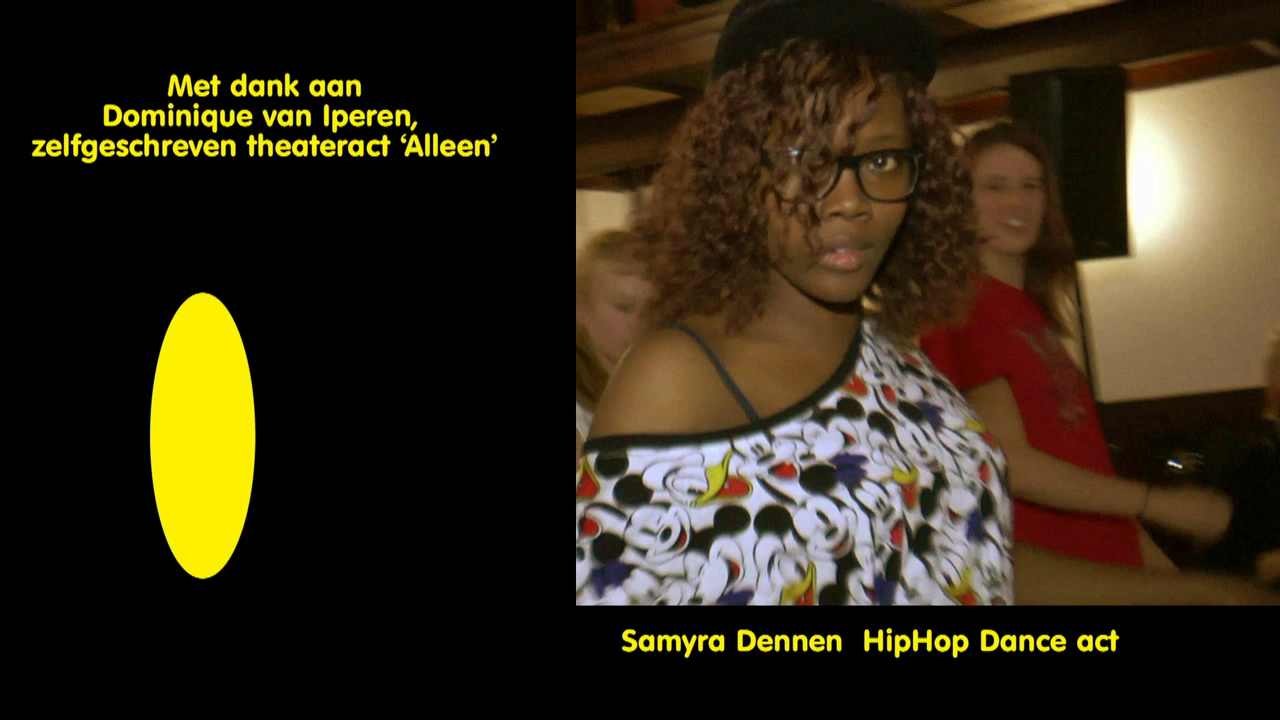 Met dank aan
Dominique van Iperen,
zelfgeschreven theateract ‘Alleen’
Samyra Dennen  HipHop Dance act